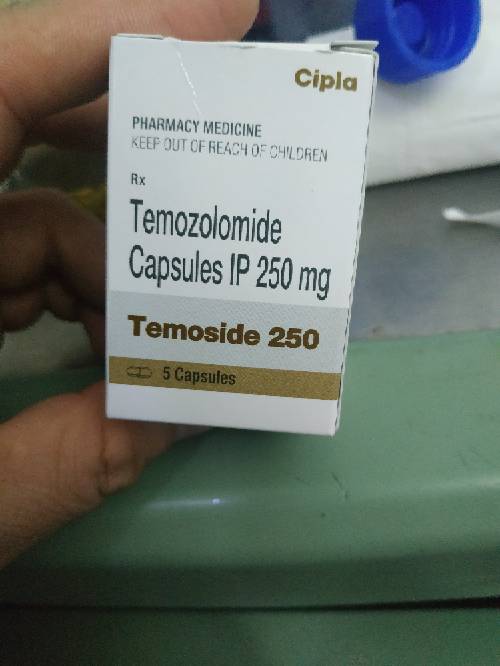 Cipla
PHARMACY MEDICINE
KEEP OUT OF REACH OF CHILDREN
Rx
Temozolomide
Capsules IP 250 mg
Temoside 250
5 Capsules